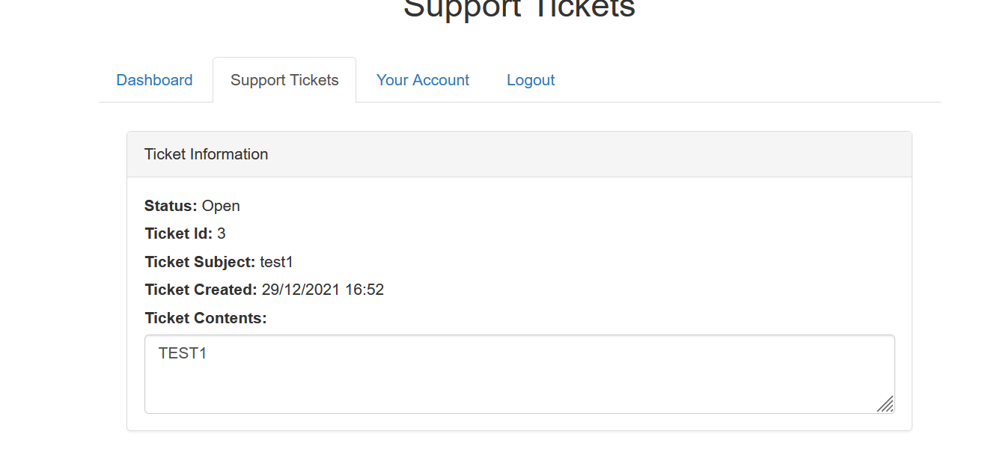 Support Tickets
Dashboard Support Tickets Your Account Logout
Ticket Information
Status: Open
Ticket Id: 3
Ticket Subject: test1
Ticket Created: 29/12/2021 16:52
Ticket Contents:
TEST1